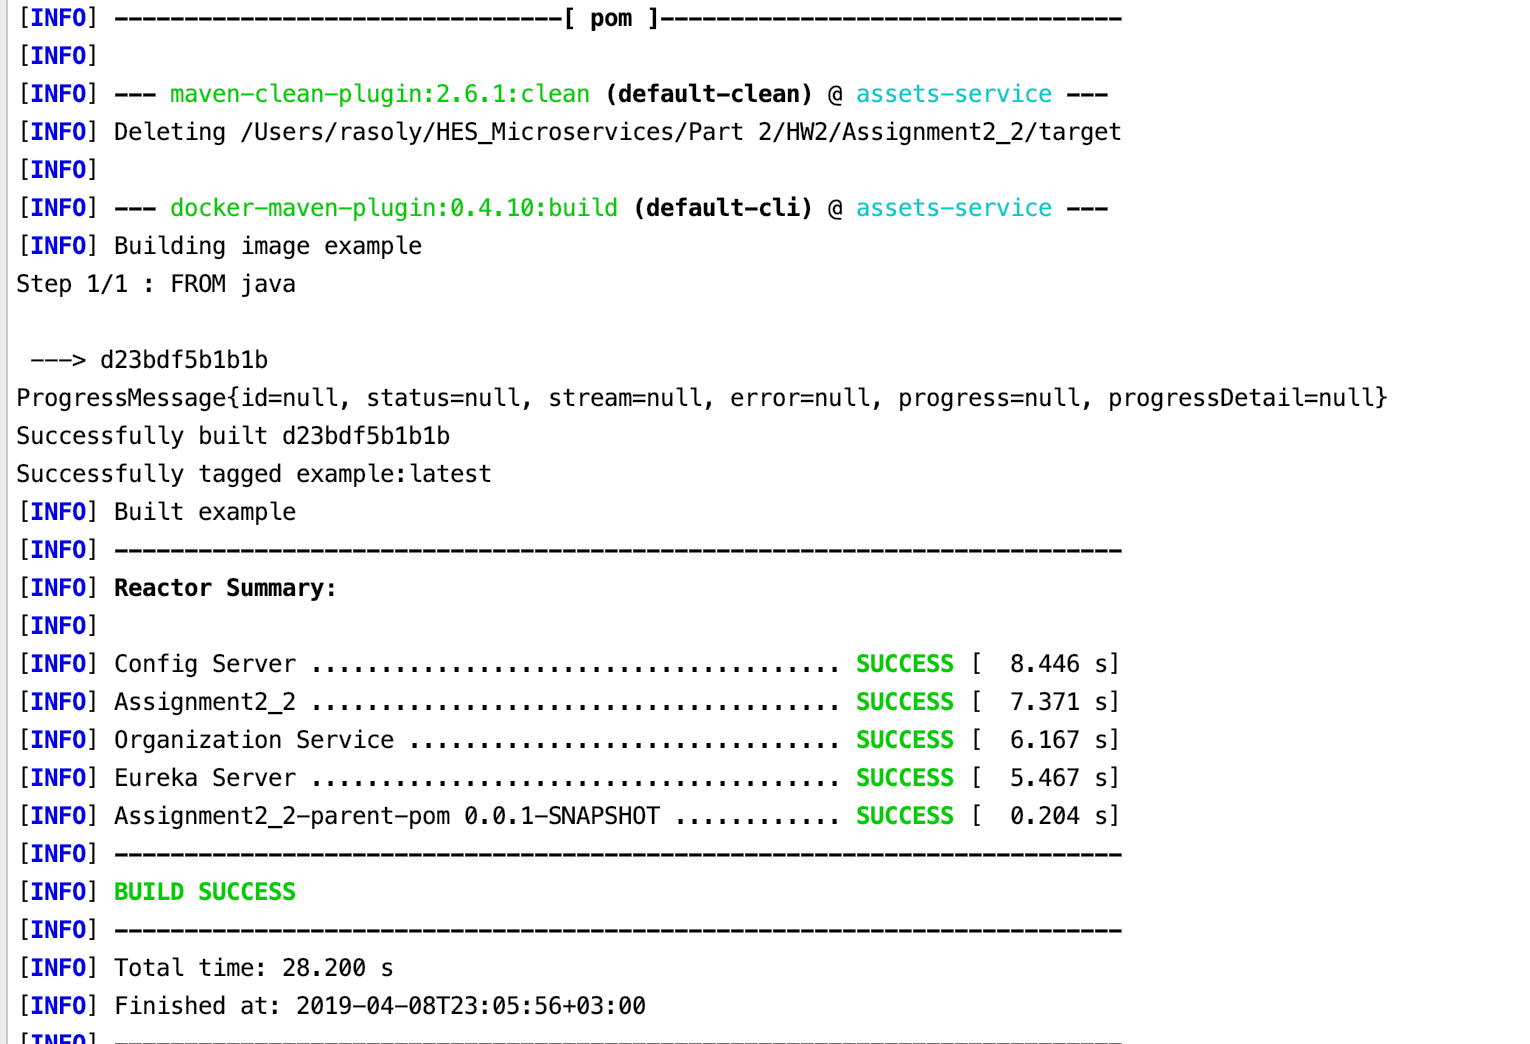 [INFO] --------------------------------[ pom ]---------------------------------
[INFO]
[INFO] --- maven-clean-plugin:2.6.1:clean (default-clean) @ assets-service ---
[INFO] Deleting /Users/rasoly/HES_Microservices/Part 2/HW2/Assignment2_2/target
[INFO]
[INFO] --- docker-maven-plugin:0.4.10:build (default-cli) @ assets-service ---
[INFO] Building image example
Step 1/1 : FROM java
 ---> d23bdf5b1b1b
ProgressMessage{id=null, status=null, stream=null, error=null, progress=null, progressDetail=null}
Successfully built d23bdf5b1b1b
Successfully tagged example:latest
[INFO] Built example
[INFO] ------------------------------------------------------------------------
[INFO] Reactor Summary:
[INFO]
[INFO] Config Server ...................................... SUCCESS [  8.446 s]
[INFO] Assignment2_2 ...................................... SUCCESS [  7.371 s]
[INFO] Organization Service ............................... SUCCESS [  6.167 s]
[INFO] Eureka Server ...................................... SUCCESS [  5.467 s]
[INFO] Assignment2_2-parent-pom 0.0.1-SNAPSHOT ............ SUCCESS [  0.204 s]
[INFO] ------------------------------------------------------------------------
[INFO] BUILD SUCCESS
[INFO] ------------------------------------------------------------------------
[INFO] Total time: 28.200 s
[INFO] Finished at: 2019-04-08T23:05:56+03:00
[INFO] ------------------------------------------------------------------------